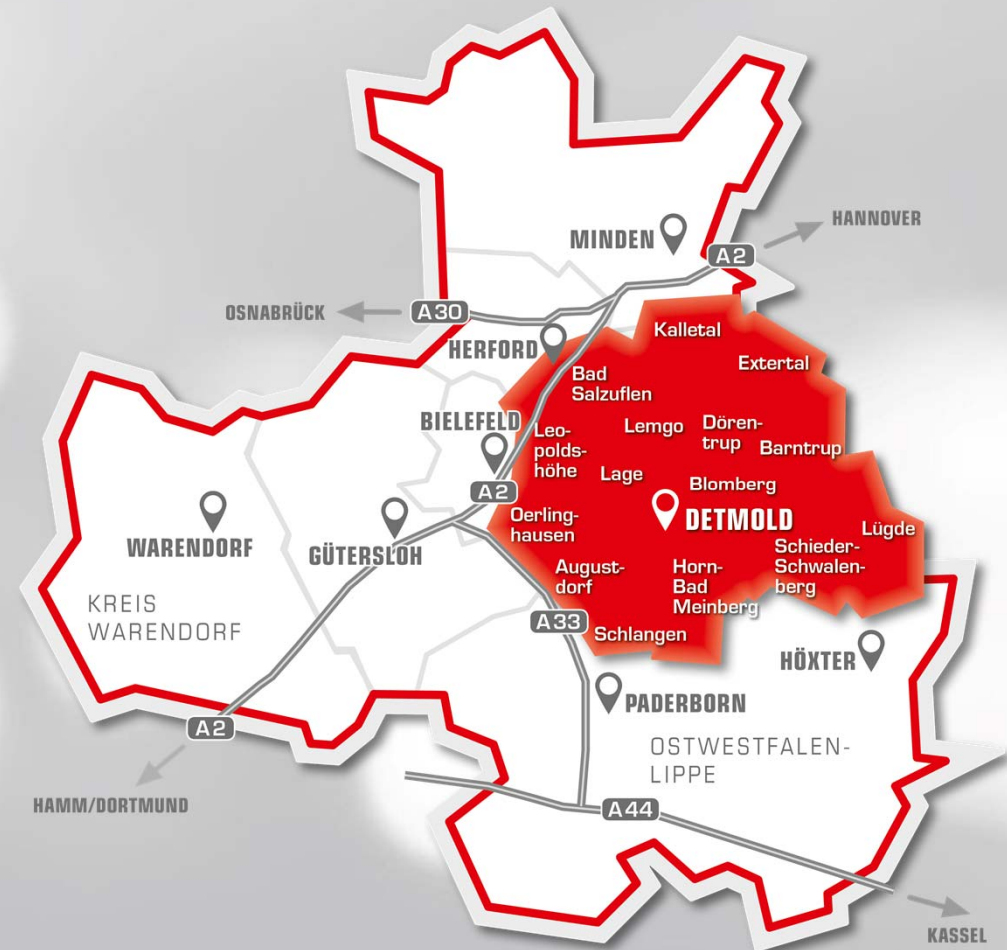 HANNOVER
MINDEN
A2
OSNABRÜCK
A30
HERFORD
Kalletal
Extertal
Bad
Salzuflen
BIELEFELD
Leo-
polds-
höhe
Lemgo
Dören-
trup
Barntrup
Lage
Blomberg
A2
WARENDORF
GÜTERSLOH
Oerling-
hausen
DETMOLD
Lügde
Schieder-
Schwalen-
berg
August-
dorf
Horn-
Bad
Meinberg
KREIS
WARENDORF
A33
Schlangen
HÖXTER
PADERBORN
A2
OSTWESTFALEN-
LIPPE
HAMM/DORTMUND
A44
KASSEL